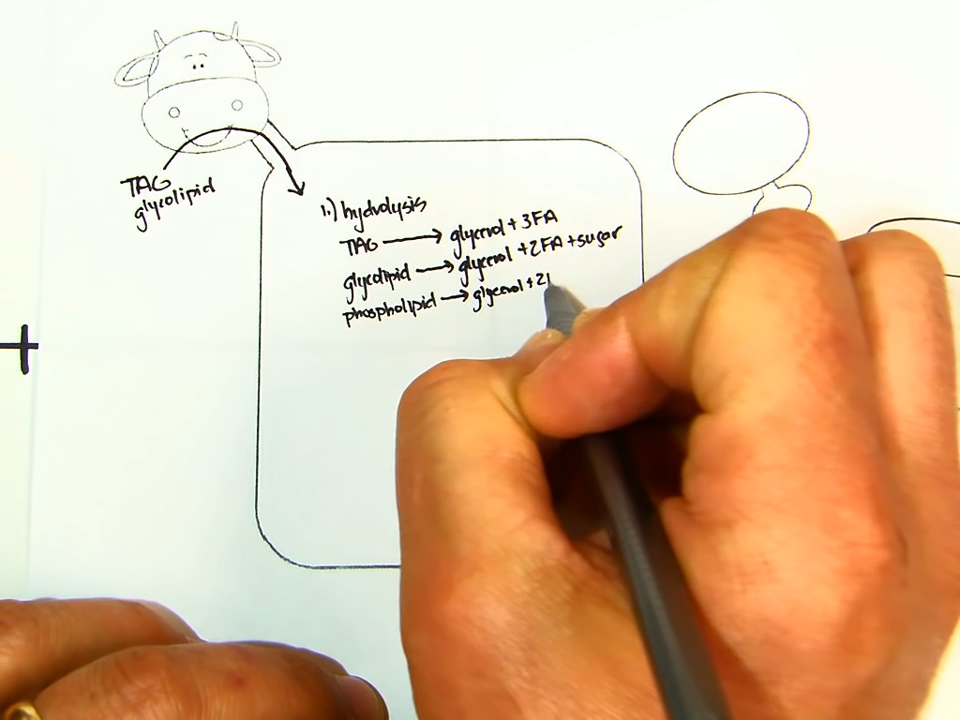 TAG
glycolipid
1.) hydrolysis
TAG → glycerol + 3FA
glycolipid → glycerol + 2FA + sugar
phospholipid → glycerol + 2